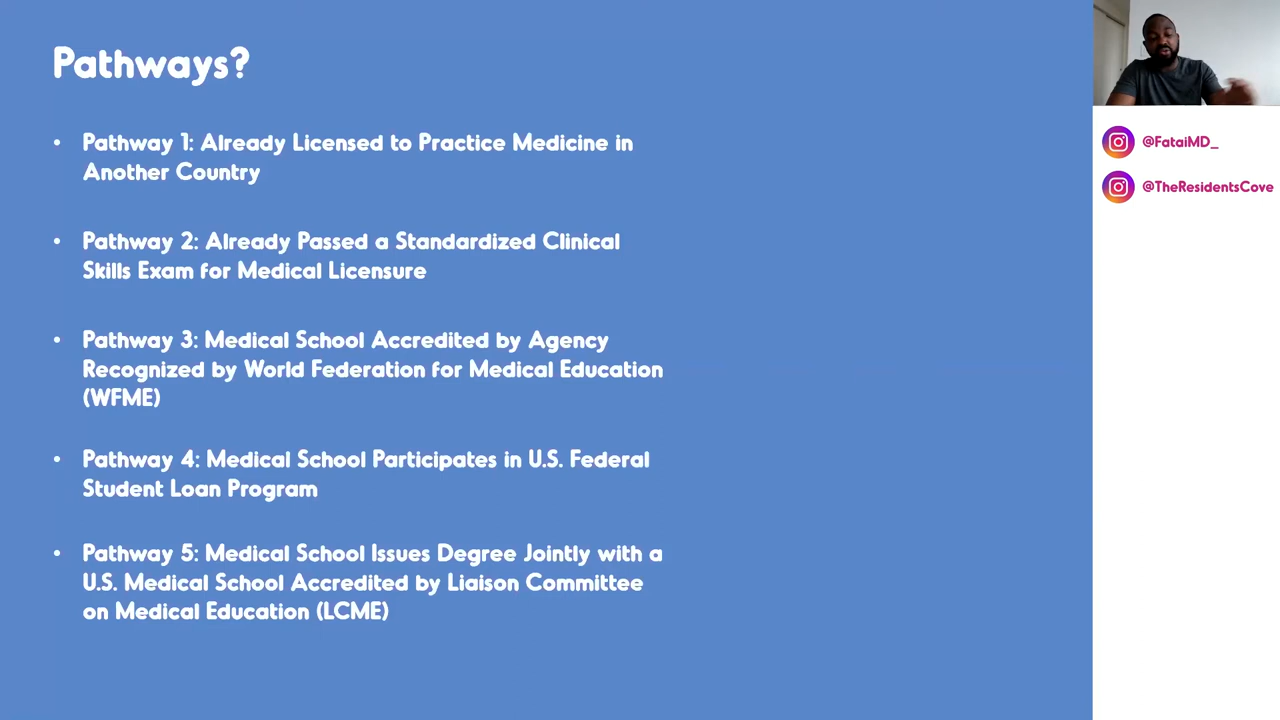 Pathways?
• Pathway 1: Already Licensed to Practice Medicine in
Another Country
• Pathway 2: Already Passed a Standardized Clinical
Skills Exam for Medical Licensure
• Pathway 3: Medical School Accredited by Agency
Recognized by World Federation for Medical Education
(WFME)
• Pathway 4: Medical School Participates in U.S. Federal
Student Loan Program
• Pathway 5: Medical School Issues Degree Jointly with a
U.S. Medical School Accredited by Liaison Committee
on Medical Education (LCME)
@FataiMD_
@TheResidentsCove